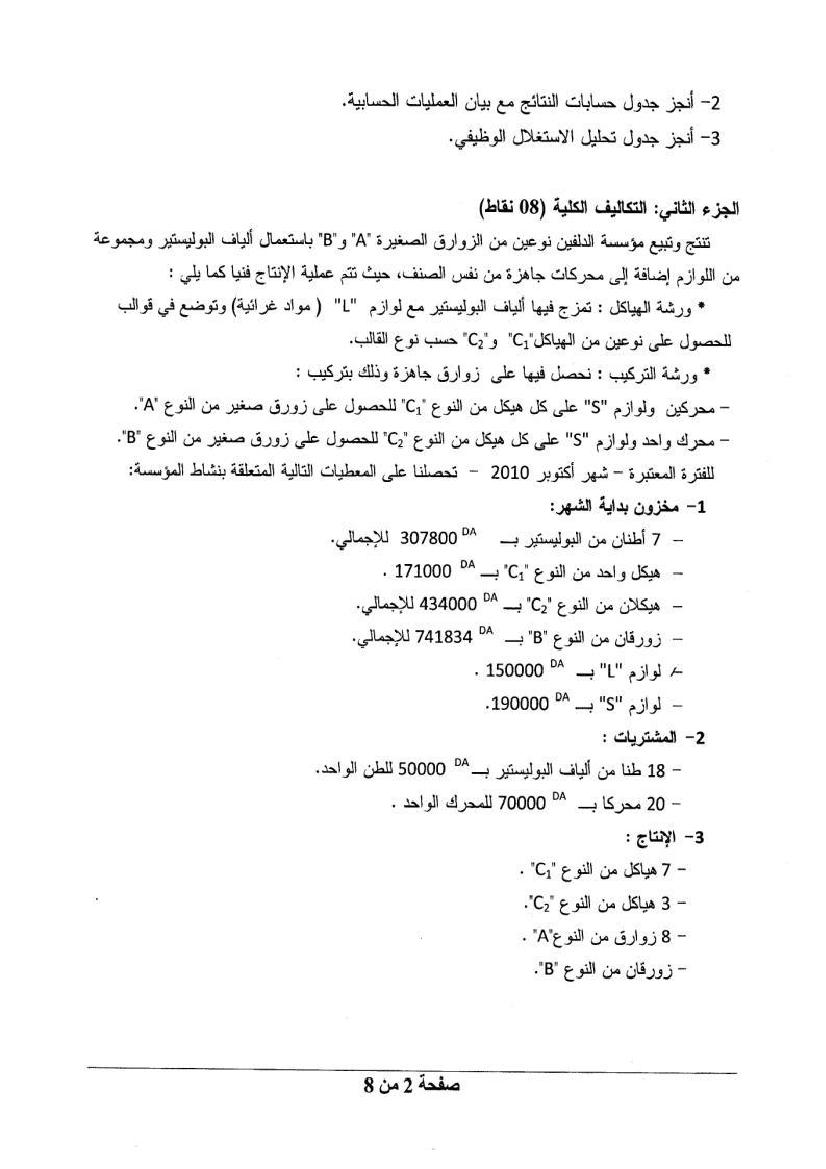 2- أنجز جدول حسابات النتائج مع بيان العمليات الحسابية.
3- أنجز جدول تحليل الاستغلال الوظيفي.
الجزء الثاني: التكاليف الكلية (08 نقاط)
تنتج وتبيع مؤسسة الدلفين نوعين من الزوارق الصغيرة "A" و"B" باستعمال ألياف البوليستير ومجموعة
من اللوازم إضافة إلى محركات جاهزة من نفس الصنف، حيث تتم عملية الإنتاج فنيا كما يلي :
* ورشة الهياكل : تمزج فيها ألياف البوليستير مع لوازم "L" ( مواد غرائية) وتوضع في قوالب
للحصول على نوعين من الهياكل"C₁" و"C₂" حسب نوع القالب.
* ورشة التركيب : نحصل فيها على زوارق جاهزة وذلك بتركيب :
– محركين ولوازم "S" على كل هيكل من النوع "C₁" للحصول على زورق صغير من النوع "A".
– محرك واحد ولوازم "S" على كل هيكل من النوع "C₂" للحصول على زورق صغير من النوع "B".
للفترة المعتبرة – شهر أكتوبر 2010 – تحصلنا على المعطيات التالية المتعلقة بنشاط المؤسسة:
1- مخزون بداية الشهر:
– 7 أطنان من البوليستير بـ 307800 DA للإجمالي.
– هيكل واحد من النوع "C₁" بـ 171000 DA .
– هيكلان من النوع "C₂" بـ 434000 DA للإجمالي.
– زورقان من النوع "B" بـ 741834 DA للإجمالي.
– لوازم "L" بـ 150000 DA .
– لوازم "S" بـ 190000 DA.
2- المشتريات :
– 18 طنا من ألياف البوليستير بـ 50000 DA للطن الواحد.
– 20 محركا بـ 70000 DA للمحرك الواحد .
3- الإنتاج :
– 7 هياكل من النوع "C₁" .
– 3 هياكل من النوع "C₂".
– 8 زوارق من النوع"A" .
– زورقان من النوع "B".
صفحة 2 من 8